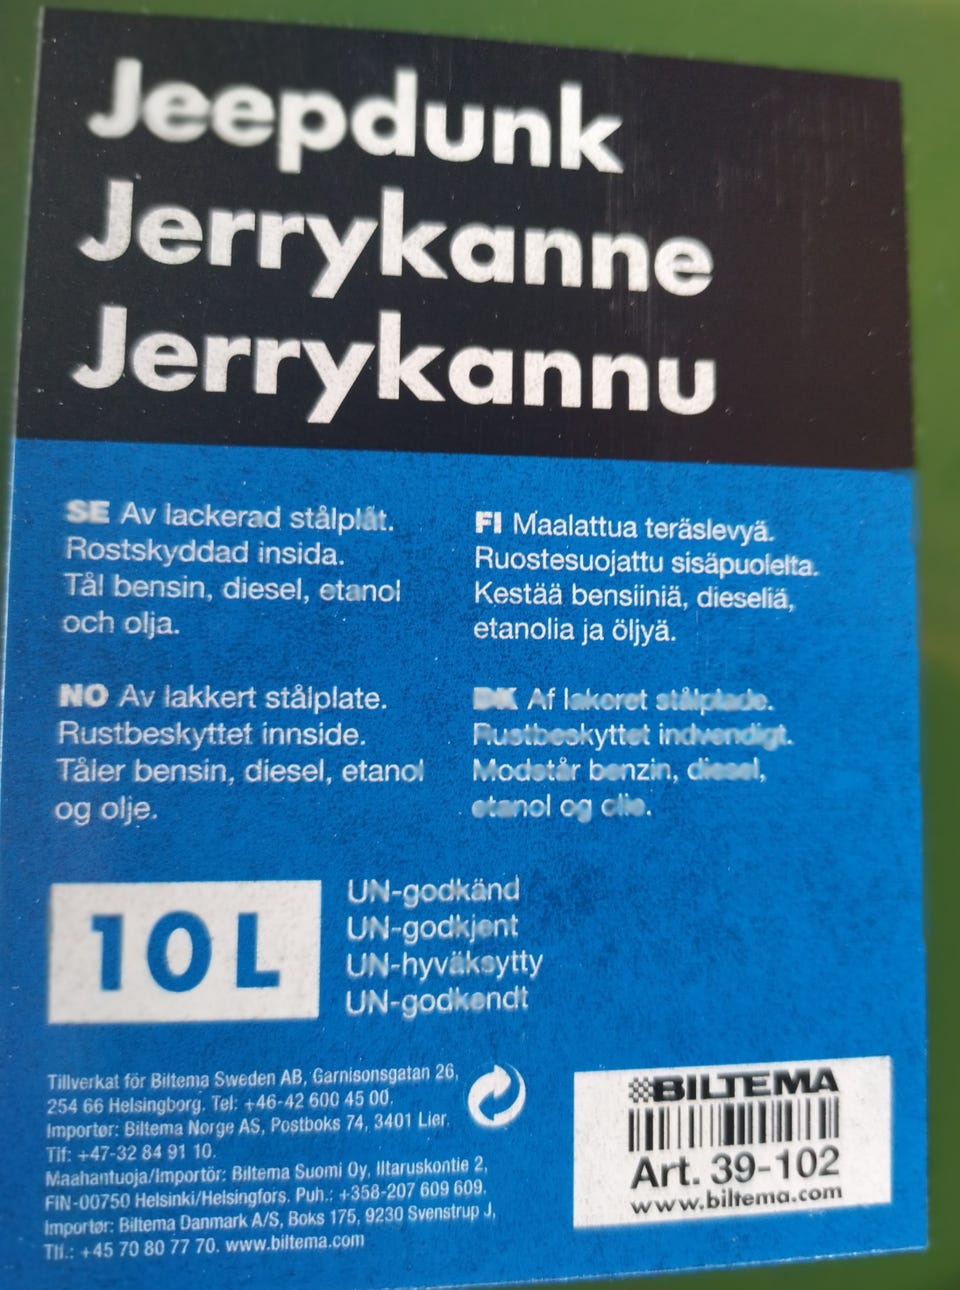 Jeepdunk
Jerrykanne
Jerrykannu
SE Av lackerad stålplåt.
Rostskyddad insida.
Tål bensin, diesel, etanol
och olja.
FI Maalattua teräslevyä.
Ruostesuojattu sisäpuolelta.
Kestää bensiiniä, dieseliä,
etanolia ja öljyä.
NO Av lakkert stålplate.
Rustbeskyttet innside.
Tåler bensin, diesel, etanol
og olje.
DK Af lakeret stålplade.
Rustbeskyttet indvendigt.
Modstår benzin, diesel,
etanol og olie.
10 L
UN-godkänd
UN-godkjent
UN-hyväksytty
UN-godkendt
Tillverkat för Biltema Sweden AB, Garnisonsgatan 26,
254 66 Helsingborg. Tel: +46-42 600 45 00.
Importør: Biltema Norge AS, Postboks 74, 3401 Lier.
Tlf: +47-32 84 91 10.
Maahantuoja/Importör: Biltema Suomi Oy, Iltaruskontie 2,
FIN-00750 Helsinki/Helsingfors. Puh.: +358-207 609 609.
Importør: Biltema Danmark A/S, Boks 175, 9230 Svenstrup J,
Tlf.: +45 70 80 77 70. www.biltema.com
BILTEMA
Art. 39-102
www.biltema.com